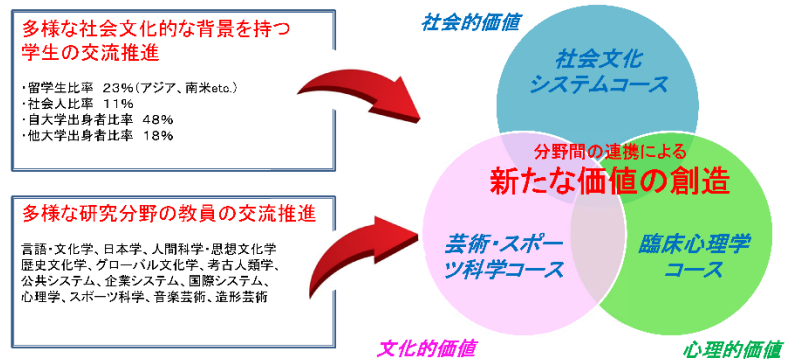 多様な社会文化的な背景を持つ
学生の交流推進
・留学生比率 23%(アジア、南米etc.)
・社会人比率 11%
・自大学出身者比率 48%
・他大学出身者比率 18%
多様な研究分野の教員の交流推進
言語・文化学、日本学、人間科学・思想文化学
歴史文化学、グローバル文化学、考古人類学、
公共システム、企業システム、国際システム、
心理学、スポーツ科学、音楽芸術、造形芸術
社会的価値
社会文化
システムコース
分野間の連携による
新たな価値の創造
芸術・スポー
ツ科学コース
臨床心理学
コース
文化的価値
心理的価値